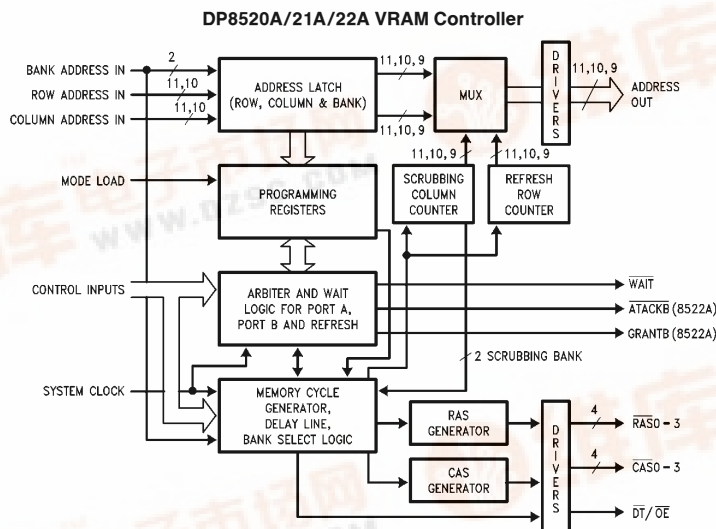 DP8520A/21A/22A VRAM Controller
BANK ADDRESS IN
2
ROW ADDRESS IN
11,10
COLUMN ADDRESS IN
11,10
ADDRESS LATCH
(ROW, COLUMN & BANK)
11,10,9
11,10,9
MUX
DRIVERS
11,10,9
ADDRESS
OUT
11,10,9
11,10,9
MODE LOAD
PROGRAMMING
REGISTERS
SCRUBBING
COLUMN
COUNTER
REFRESH
ROW
COUNTER
WWW.DZSC.COM
CONTROL INPUTS
ARBITER AND WAIT
LOGIC FOR PORT A,
PORT B AND REFRESH
WAIT
ATACKB (8522A)
GRANTB (8522A)
2 SCRUBBING BANK
SYSTEM CLOCK
MEMORY CYCLE
GENERATOR,
DELAY LINE,
BANK SELECT LOGIC
RAS
GENERATOR
CAS
GENERATOR
DRIVERS
4
RAS0-3
4
CAS0-3
DT/OE